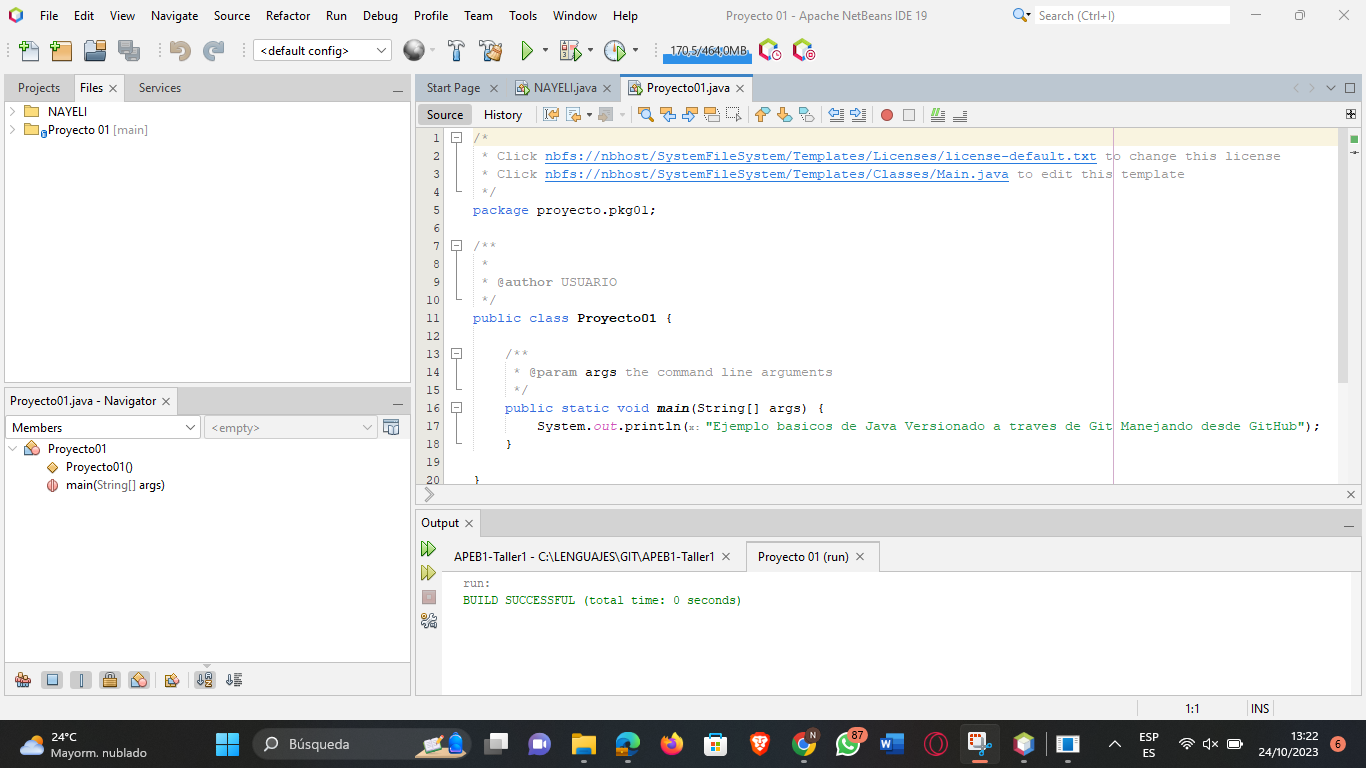 File Edit View Navigate Source Refactor Run Debug Profile Team Tools Window Help
Proyecto 01 - Apache NetBeans IDE 19
Search (Ctrl+I)
<default config>
170,5/464,0MB
Projects Files Services
NAYELI
Proyecto 01 [main]
Start Page NAYELI.java Proyecto01.java
Source History
1 /*
2 * Click nbfs://nbhost/SystemFileSystem/Templates/Licenses/license-default.txt to change this license
3 * Click nbfs://nbhost/SystemFileSystem/Templates/Classes/Main.java to edit this template
4 */
5 package proyecto.pkg01;
6
7 /**
8 *
9 * @author USUARIO
10 */
11 public class Proyecto01 {
12
13 /**
14 * @param args the command line arguments
15 */
16 public static void main(String[] args) {
17 System.out.println(x: "Ejemplo basicos de Java Versionado a traves de Git Manejando desde GitHub");
18 }
19
20 }
Proyecto01.java - Navigator
Members <empty>
Proyecto01
Proyecto01()
main(String[] args)
Output
APEB1-Taller1 - C:\LENGUAJES\GIT\APEB1-Taller1 Proyecto 01 (run)
run:
BUILD SUCCESSFUL (total time: 0 seconds)
1:1 INS
24°C
Mayorm. nublado
Búsqueda
N
87
ESP
ES
13:22
24/10/2023
6